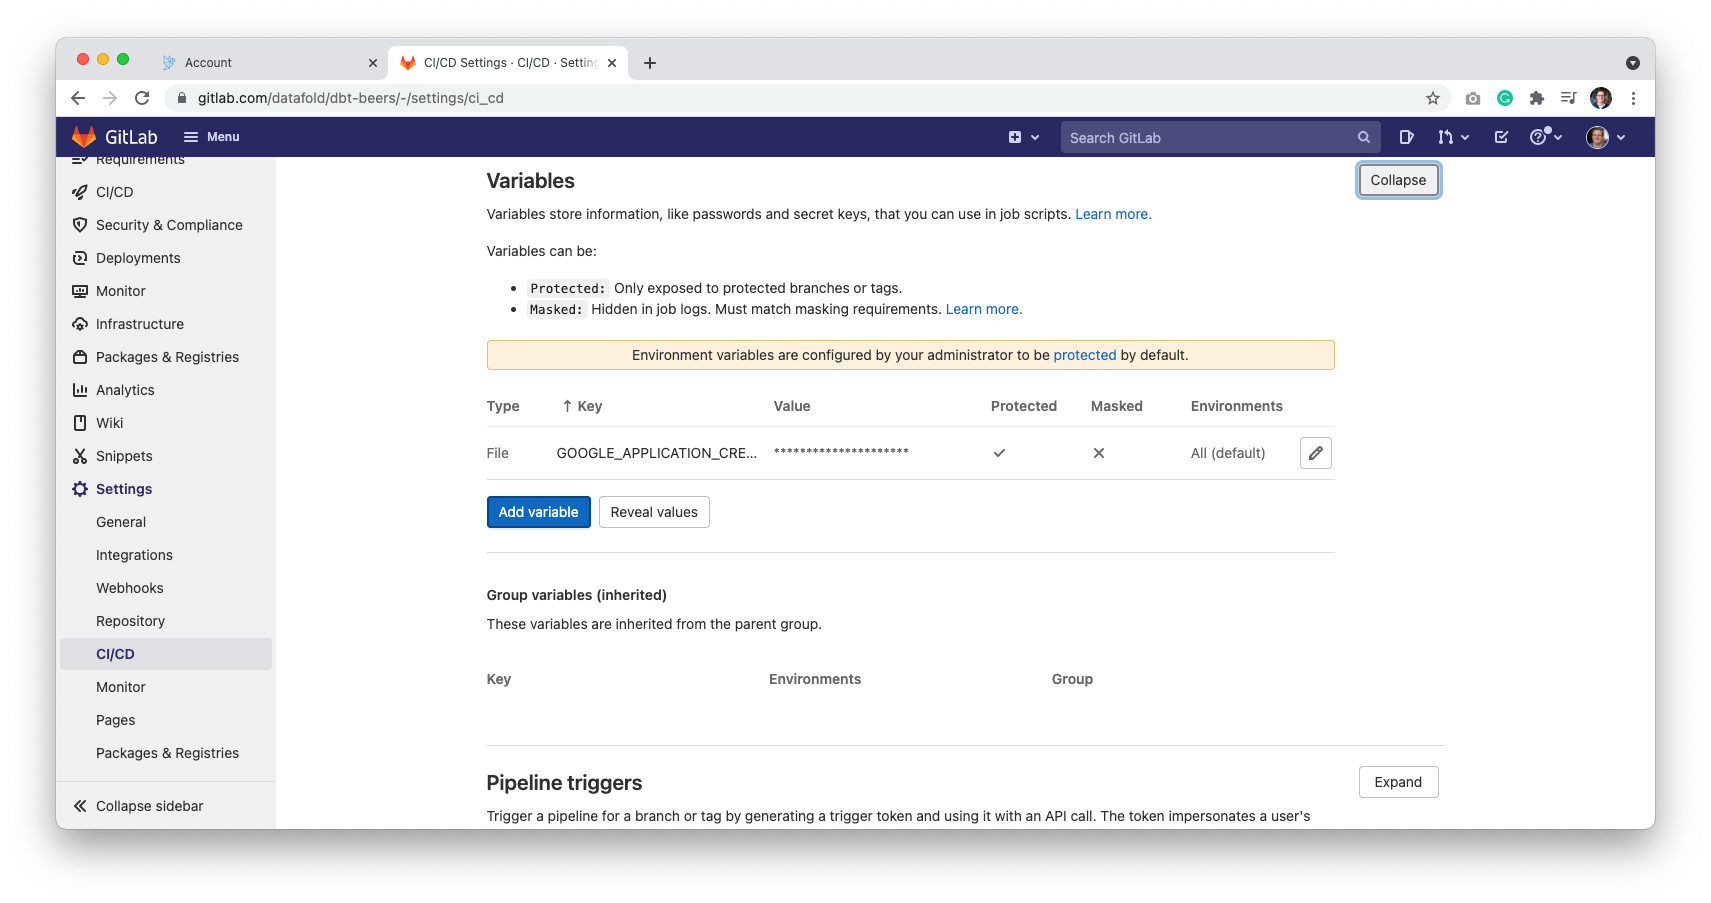 Account
CI/CD Settings · CI/CD · Setting
gitlab.com/datafold/dbt-beers/-/settings/ci_cd
GitLab Menu Search GitLab
Requirements
CI/CD
Security & Compliance
Deployments
Monitor
Infrastructure
Packages & Registries
Analytics
Wiki
Snippets
Settings
General
Integrations
Webhooks
Repository
CI/CD
Monitor
Pages
Packages & Registries
Collapse sidebar
Variables
Collapse
Variables store information, like passwords and secret keys, that you can use in job scripts. Learn more.
Variables can be:
Protected: Only exposed to protected branches or tags.
Masked: Hidden in job logs. Must match masking requirements. Learn more.
Environment variables are configured by your administrator to be protected by default.
Type ↑ Key Value Protected Masked Environments
File GOOGLE_APPLICATION_CRE... ********************* All (default)
Add variable Reveal values
Group variables (inherited)
These variables are inherited from the parent group.
Key Environments Group
Pipeline triggers
Expand
Trigger a pipeline for a branch or tag by generating a trigger token and using it with an API call. The token impersonates a user's